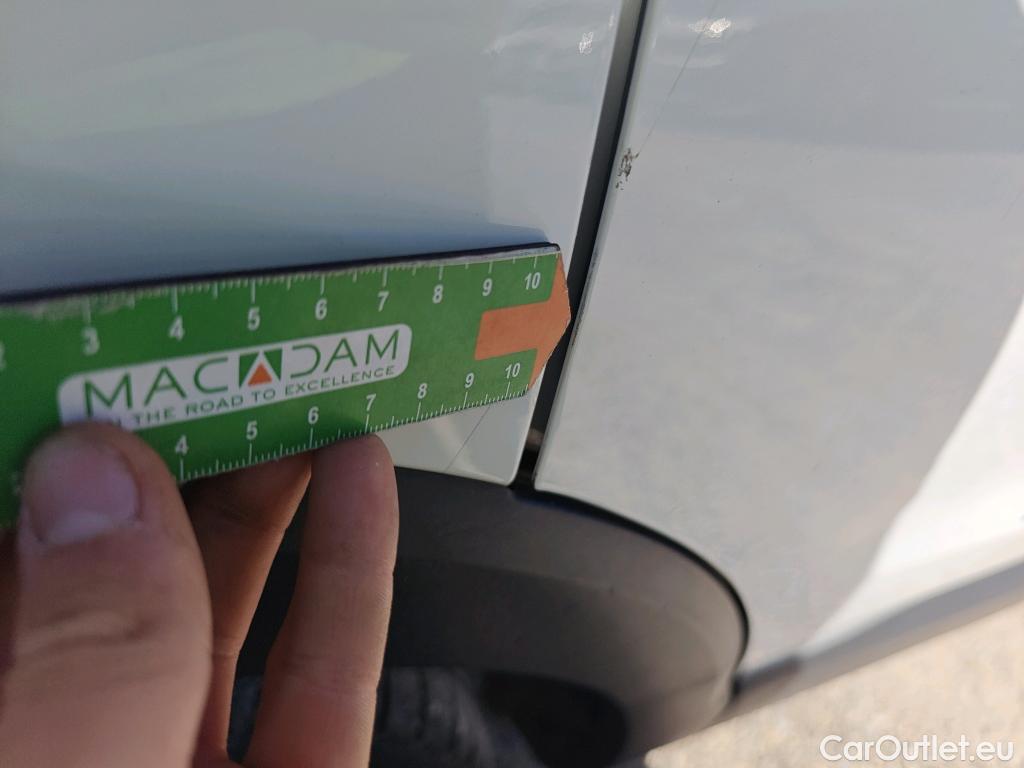 2 3 4 5 6 7 8 9 10
MACADAM
ON THE ROAD TO EXCELLENCE
4 5 6 7 8 9 10
CarOutlet.eu